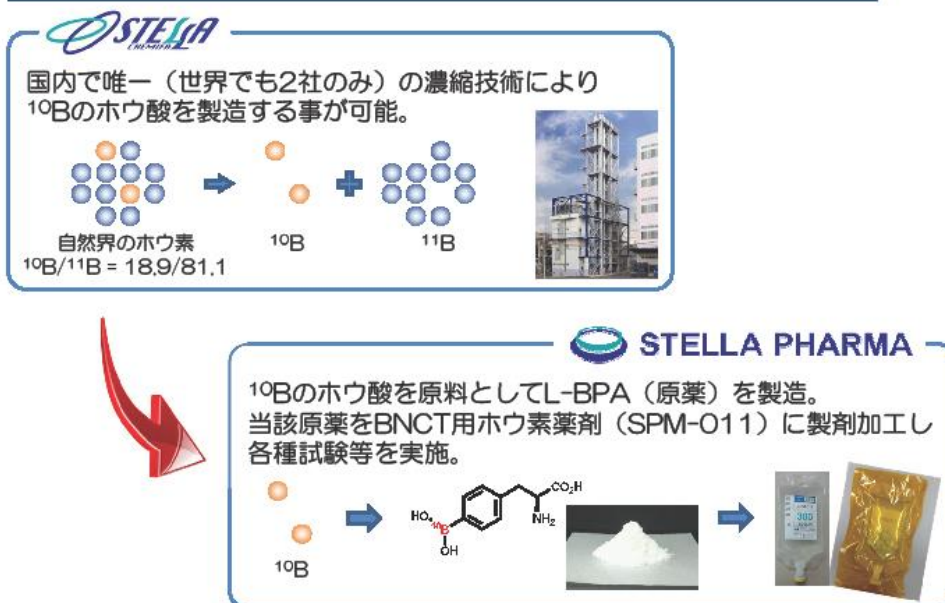 STELLA
CHEMIFA
国内で唯一（世界でも2社のみ）の濃縮技術により
¹⁰Bのホウ酸を製造する事が可能。
自然界のホウ素
¹⁰B/¹¹B = 18.9/81.1
¹⁰B
¹¹B
STELLA PHARMA
¹⁰Bのホウ酸を原料としてL-BPA（原薬）を製造。
当該原薬をBNCT用ホウ素薬剤（SPM-011）に製剤加工し
各種試験等を実施。
¹⁰B
HO
¹⁰B
OH
CO₂H
NH₂
300